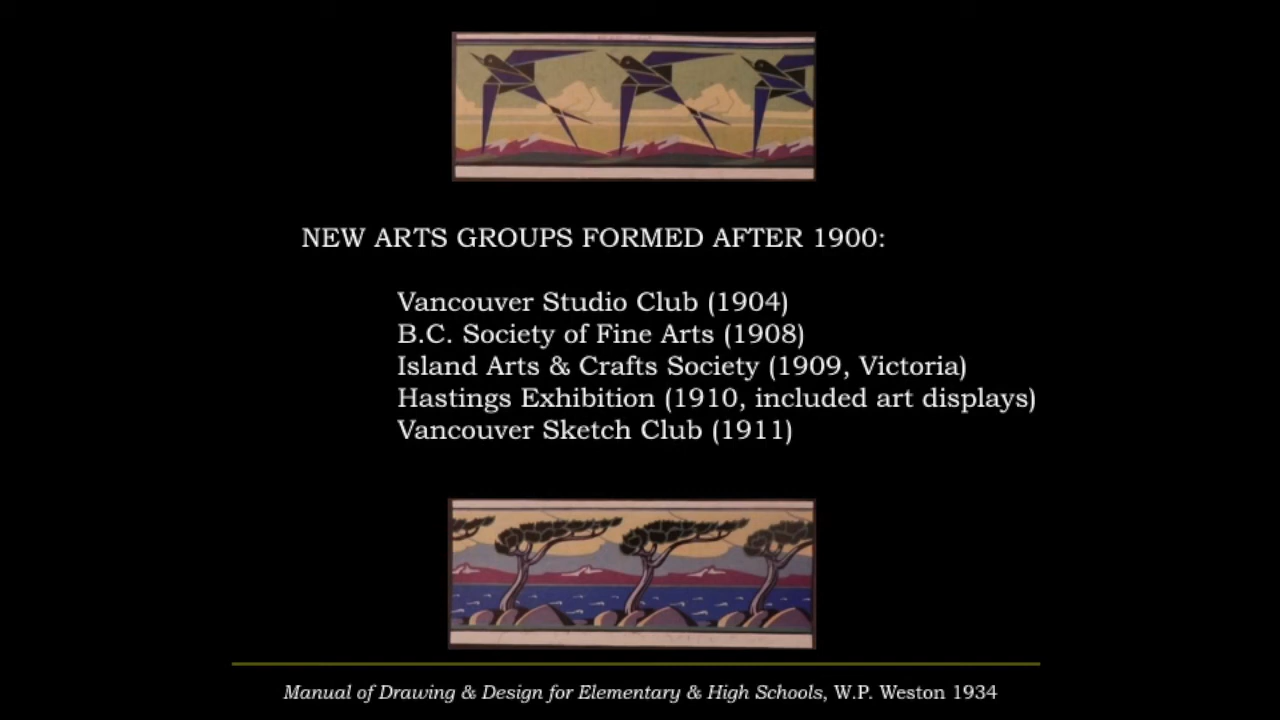 NEW ARTS GROUPS FORMED AFTER 1900:
Vancouver Studio Club (1904)
B.C. Society of Fine Arts (1908)
Island Arts & Crafts Society (1909, Victoria)
Hastings Exhibition (1910, included art displays)
Vancouver Sketch Club (1911)
Manual of Drawing & Design for Elementary & High Schools, W.P. Weston 1934